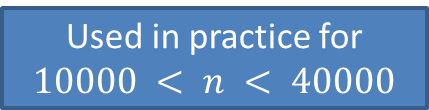 Used in practice for
10000 < n < 40000